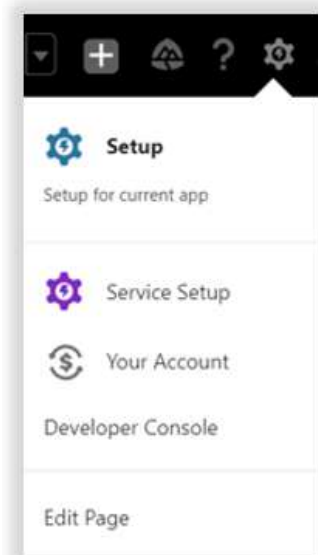 Setup
Setup for current app
Service Setup
Your Account
Developer Console
Edit Page